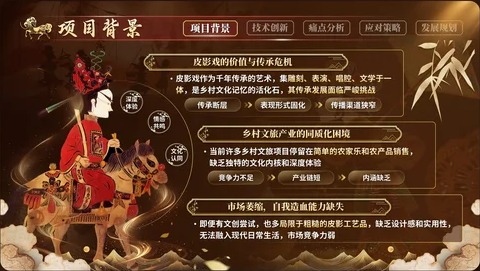 项目背景
项目背景
技术创新
痛点分析
应对策略
发展规划
皮影戏的价值与传承危机
· 皮影戏作为千年传承的艺术，集雕刻、表演、唱腔、文学于一
体，是乡村文化记忆的活化石，其传承发展面临严峻挑战
传承断层
表现形式固化
传播渠道狭窄
深度
体验
情感
共鸣
文化
认同
乡村文旅产业的同质化困境
· 当前许多乡村文旅项目停留在简单的农家乐和农产品销售，
缺乏独特的文化内核和深度体验
竞争力不足
产业链短
内涵缺乏
市场萎缩，自我造血能力缺失
· 即便有文创尝试，也多局限于粗糙的皮影工艺品，缺乏设计感和实用性，
无法融入现代日常生活，市场竞争力弱